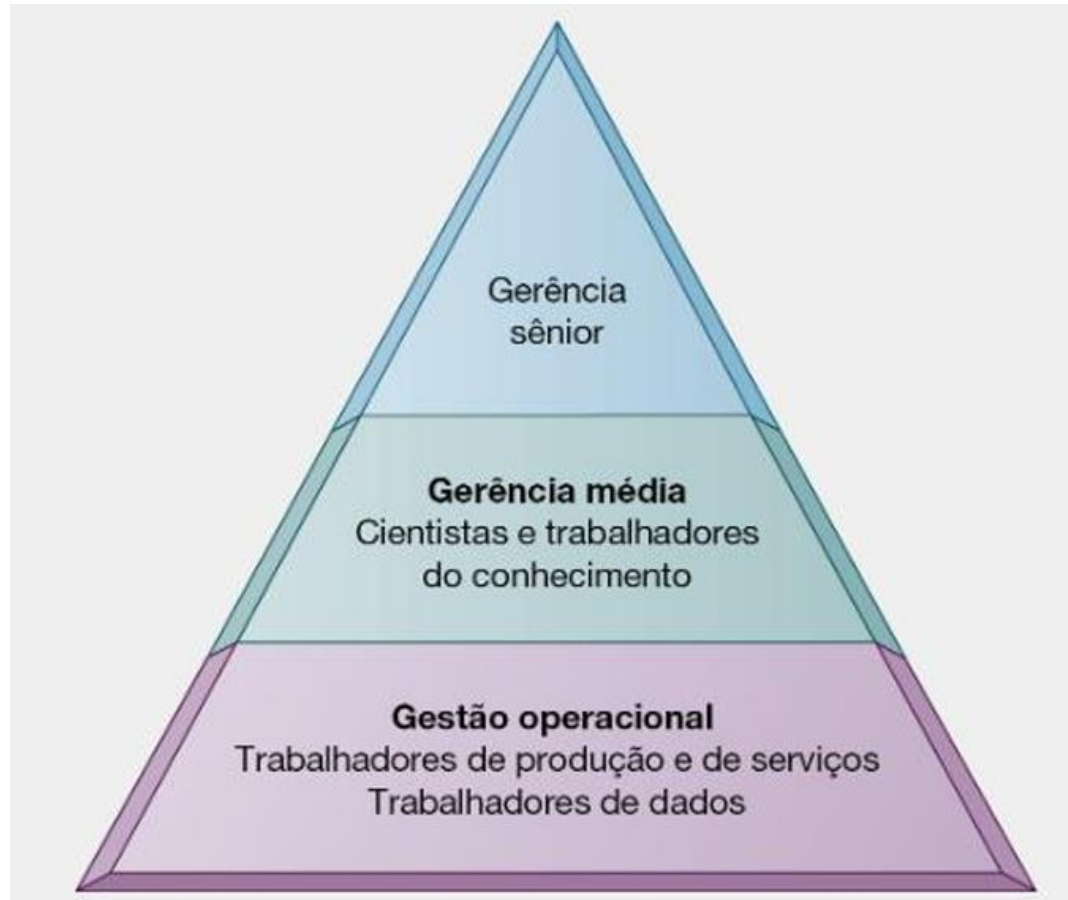 Gerência
sênior
Gerência média
Cientistas e trabalhadores
do conhecimento
Gestão operacional
Trabalhadores de produção e de serviços
Trabalhadores de dados